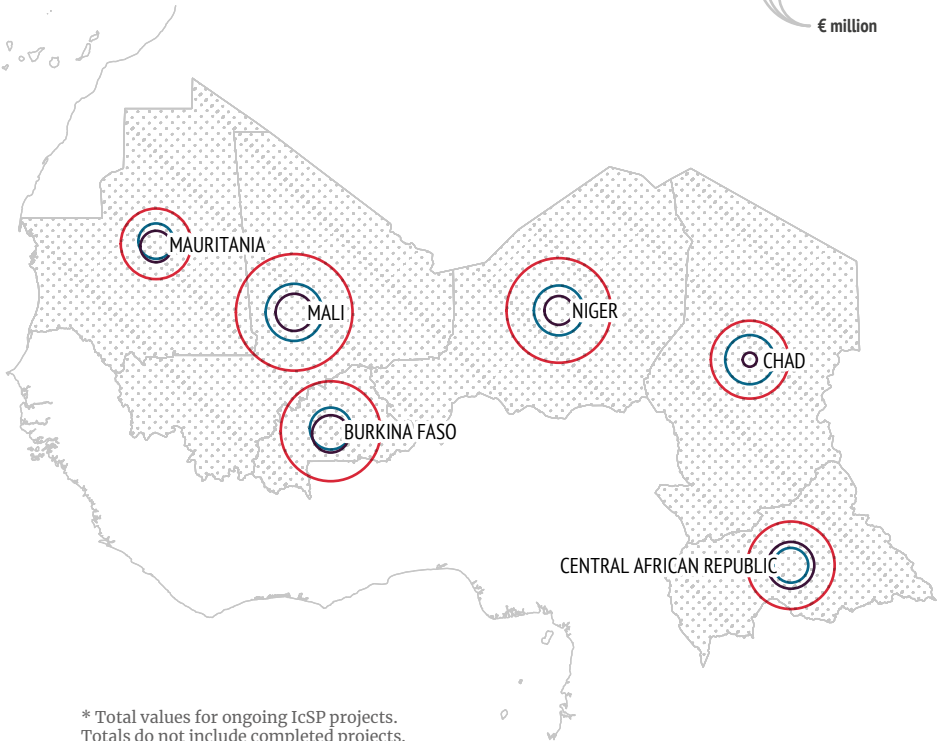 € million
MAURITANIA
MALI
NIGER
CHAD
BURKINA FASO
CENTRAL AFRICAN REPUBLIC
* Total values for ongoing IcSP projects.
Totals do not include completed projects.